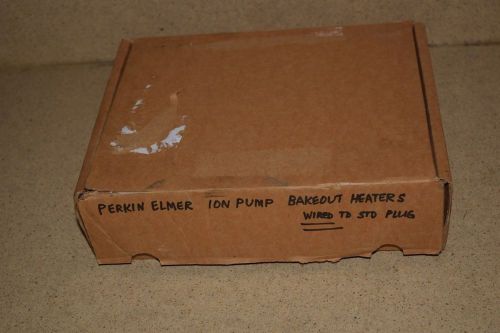 PERKIN ELMER ION PUMP BAKEOUT HEATERS
WIRED TO STD PLUG